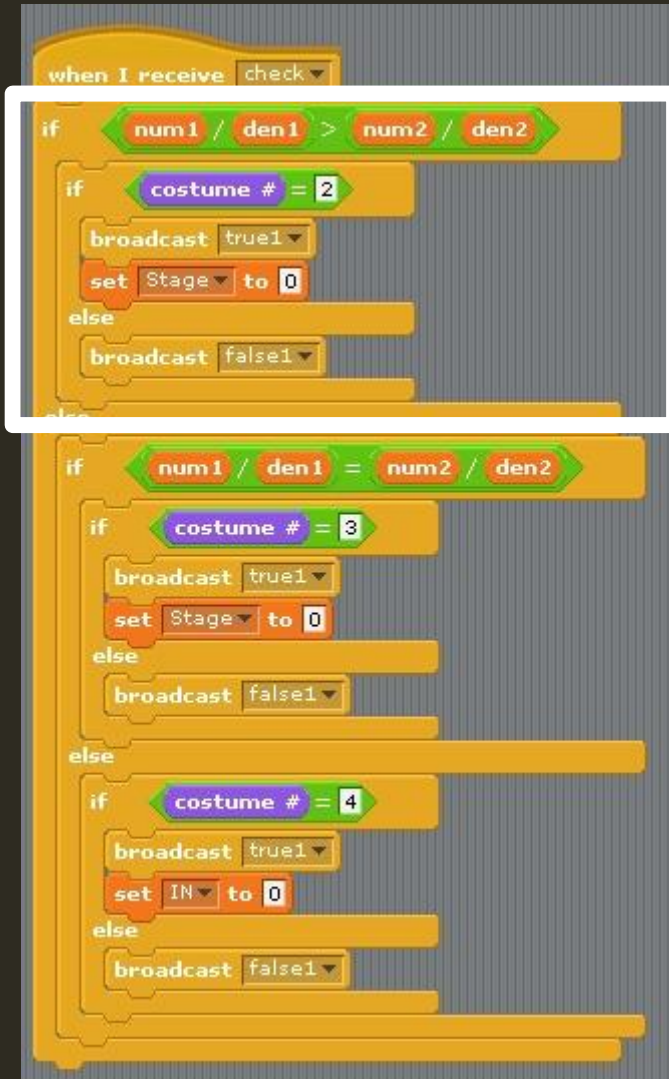 when I receive check
if num1 / den1 > num2 / den2
if costume # = 2
broadcast true1
set Stage to 0
else
broadcast false1
else
if num1 / den1 = num2 / den2
if costume # = 3
broadcast true1
set Stage to 0
else
broadcast false1
else
if costume # = 4
broadcast true1
set IN to 0
else
broadcast false1